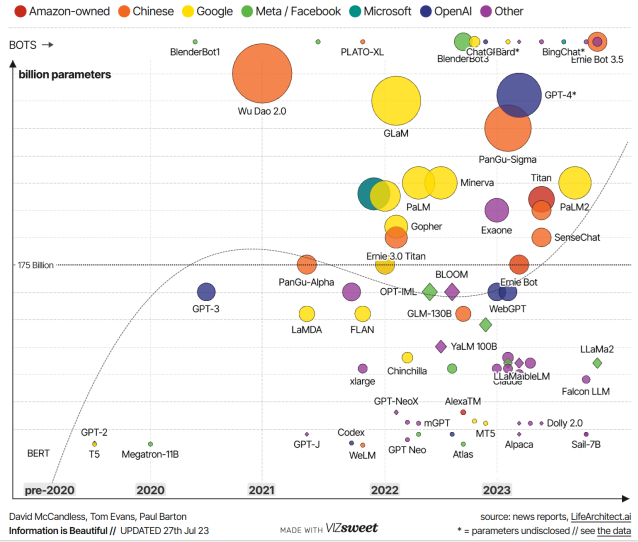 Amazon-owned Chinese Google Meta / Facebook Microsoft OpenAI Other
BOTS →
BlenderBot1
PLATO-XL
BlenderBot3
BingChat*
Ernie Bot 3.5
billion parameters
Wu Dao 2.0
GLaM
GPT-4*
PanGu-Sigma
Titan
Minerva
PaLM
PaLM2
Exaone
Gopher
SenseChat
Ernie 3.0 Titan
175 Billion
PanGu-Alpha
BLOOM
Ernie Bot
OPT-IML
GPT-3
WebGPT
LaMDA
FLAN
GLM-130B
YaLM 100B
LLaMa2
Chinchilla
xlarge
Falcon LLM
GPT-NeoX
AlexaTM
mGPT
Dolly 2.0
GPT-2
Codex
MT5
GPT-J
GPT Neo
Alpaca
Sail-7B
BERT
T5
Megatron-11B
WeLM
Atlas
pre-2020 2020 2021 2022 2023
David McCandless, Tom Evans, Paul Barton
source: news reports, LifeArchitect.ai
Information is Beautiful // UPDATED 27th Jul 23
MADE WITH VIZsweet
* = parameters undisclosed // see the data